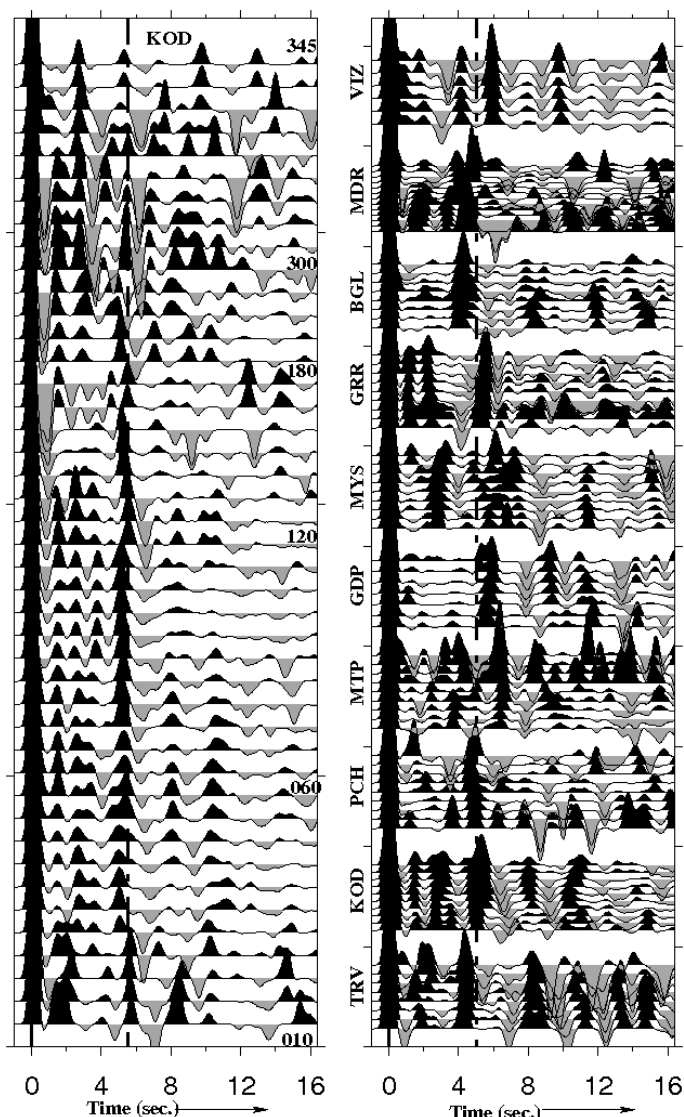 KOD
345
300
180
120
060
010
0 4 8 12 16
Time (sec.)
VIZ
MDR
BGL
GRR
MYS
GDP
MTP
PCH
KOD
TRV
0 4 8 12 16
Time (sec.)